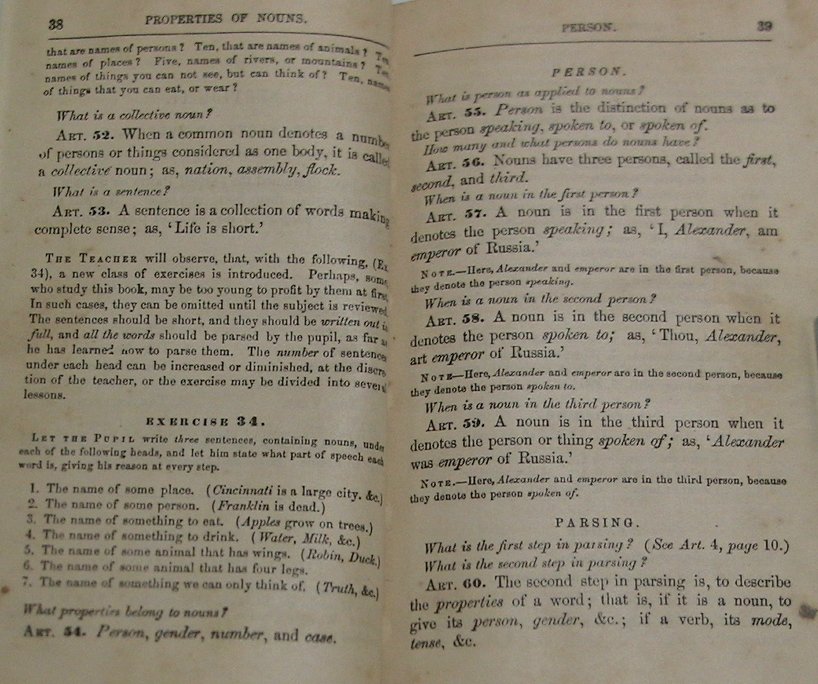 38 PROPERTIES OF NOUNS.
that are names of persons? Ten, that are names of animals? Ten,
names of places? Five, names of rivers, or mountains? Ten,
names of things you can not see, but can think of? Ten, names
of things that you can eat, or wear?
What is a collective noun?
ART. 52. When a common noun denotes a number
of persons or things considered as one body, it is called
a collective noun; as, nation, assembly, flock.
What is a sentence?
ART. 53. A sentence is a collection of words making
complete sense; as, 'Life is short.'
THE TEACHER will observe, that, with the following, (Ex.
34), a new class of exercises is introduced. Perhaps, some
who study this book, may be too young to profit by them at first
In such cases, they can be omitted until the subject is reviewed
The sentences should be short, and they should be written out in
full, and all the words should be parsed by the pupil, as far as
he has learned now to parse them. The number of sentences
under each head can be increased or diminished, at the discre
tion of the teacher, or the exercise may be divided into several
lessons.
EXERCISE 34.
LET THE PUPIL write three sentences, containing nouns, under
each of the following heads, and let him state what part of speech each
word is, giving his reason at every step.
1. The name of some place. (Cincinnati is a large city, &c.)
2. The name of some person. (Franklin is dead.)
3. The name of something to eat. (Apples grow on trees.)
4. The name of something to drink. (Water, Milk, &c.)
5. The name of some animal that has wings. (Robin, Duck.)
6. The name of some animal that has four legs.
7. The name of something we can only think of. (Truth, &c.)
What properties belong to nouns?
ART. 54. Person, gender, number, and case.
PERSON. 39
PERSON.
What is person as applied to nouns?
ART. 55. Person is the distinction of nouns as to
the person speaking, spoken to, or spoken of.
How many and what persons do nouns have?
ART. 56. Nouns have three persons, called the first,
second, and third.
When is a noun in the first person?
ART. 57. A noun is in the first person when it
denotes the person speaking; as, 'I, Alexander, am
emperor of Russia.'
NOTE.—Here, Alexander and emperor are in the first person, because
they denote the person speaking.
When is a noun in the second person?
ART. 58. A noun is in the second person when it
denotes the person spoken to; as, 'Thou, Alexander,
art emperor of Russia.'
NOTE—Here, Alexander and emperor are in the second person, because
they denote the person spoken to.
When is a noun in the third person?
ART. 59. A noun is in the third person when it
denotes the person or thing spoken of; as, 'Alexander
was emperor of Russia.'
NOTE.—Here, Alexander and emperor are in the third person, because
they denote the person spoken of.
PARSING.
What is the first step in parsing? (See Art. 4, page 10.)
What is the second step in parsing?
ART. 60. The second step in parsing is, to describe
the properties of a word; that is, if it is a noun, to
give its person, gender, &c.; if a verb, its mode,
tense, &c.